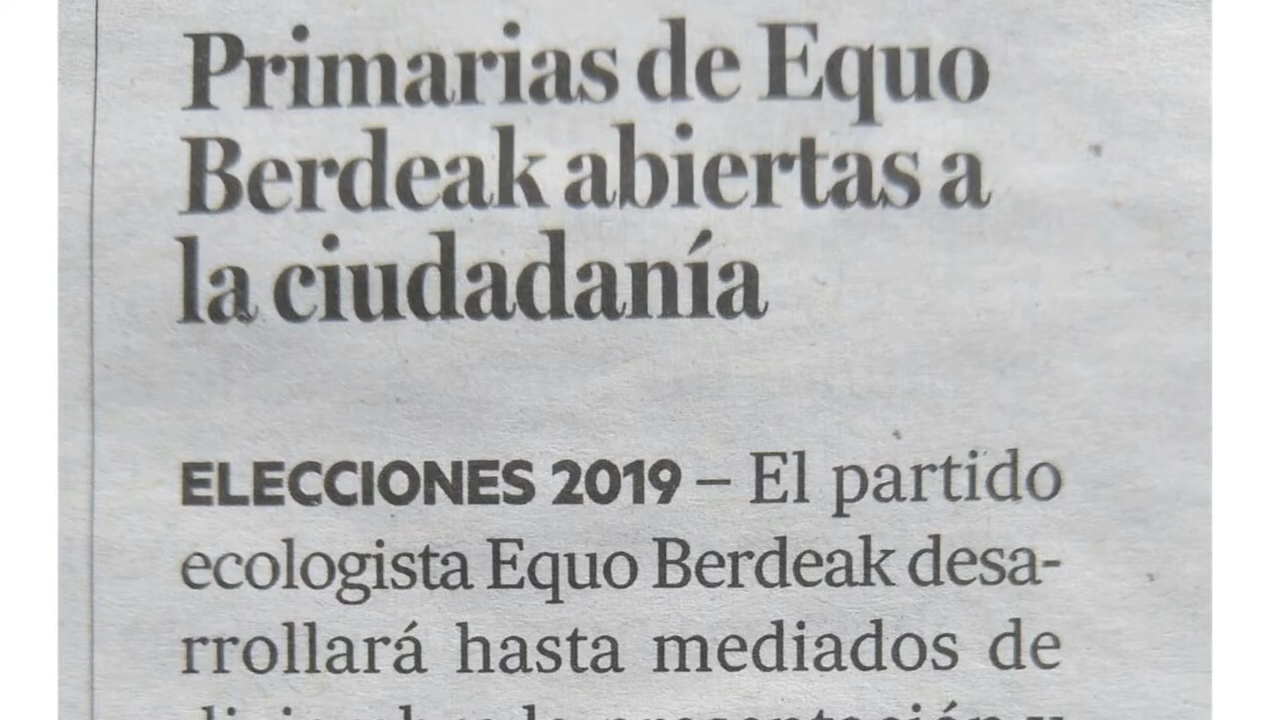 Primarias de Equo
Berdeak abiertas a
la ciudadanía
ELECCIONES 2019 – El partido
ecologista Equo Berdeak desa-
rrollará hasta mediados de